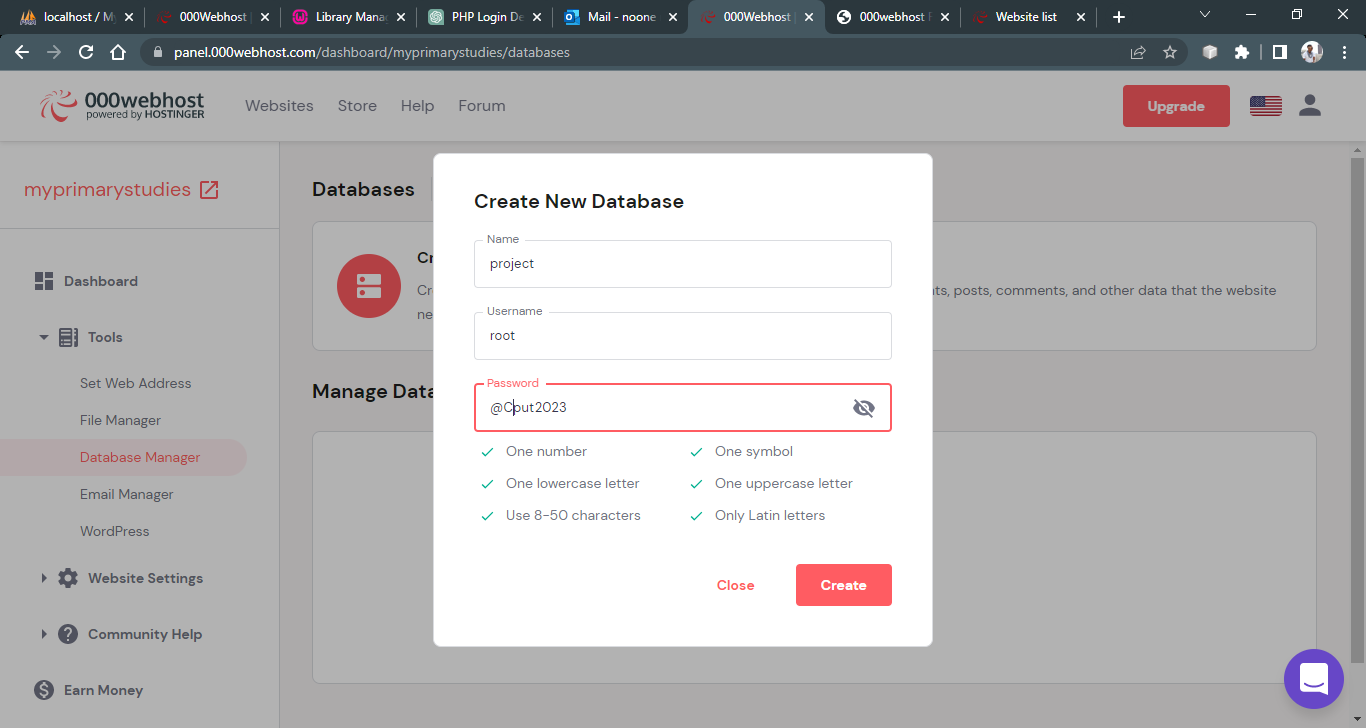 localhost / My
000Webhost |
Library Mana
PHP Login De
Mail - noone
000Webhost |
000webhost F
Website list
panel.000webhost.com/dashboard/myprimarystudies/databases
000webhost
powered by HOSTINGER
Websites
Store
Help
Forum
Upgrade
myprimarystudies
Dashboard
Tools
Set Web Address
File Manager
Database Manager
Email Manager
WordPress
Website Settings
Community Help
Earn Money
Databases
Cr
Cr
ts, posts, comments, and other data that the website
ne
Manage Data
Create New Database
Name
project
Username
root
Password
@Cput2023
One number
One symbol
One lowercase letter
One uppercase letter
Use 8-50 characters
Only Latin letters
Close
Create